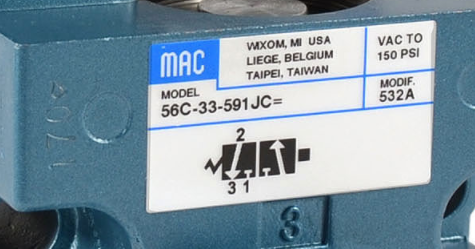 MAC
WIXOM, MI USA
LIEGE, BELGIUM
TAIPEI, TAIWAN
VAC TO
150 PSI
MODEL
56C-33-591JC=
MODIF.
532A
2
3 1
170
3